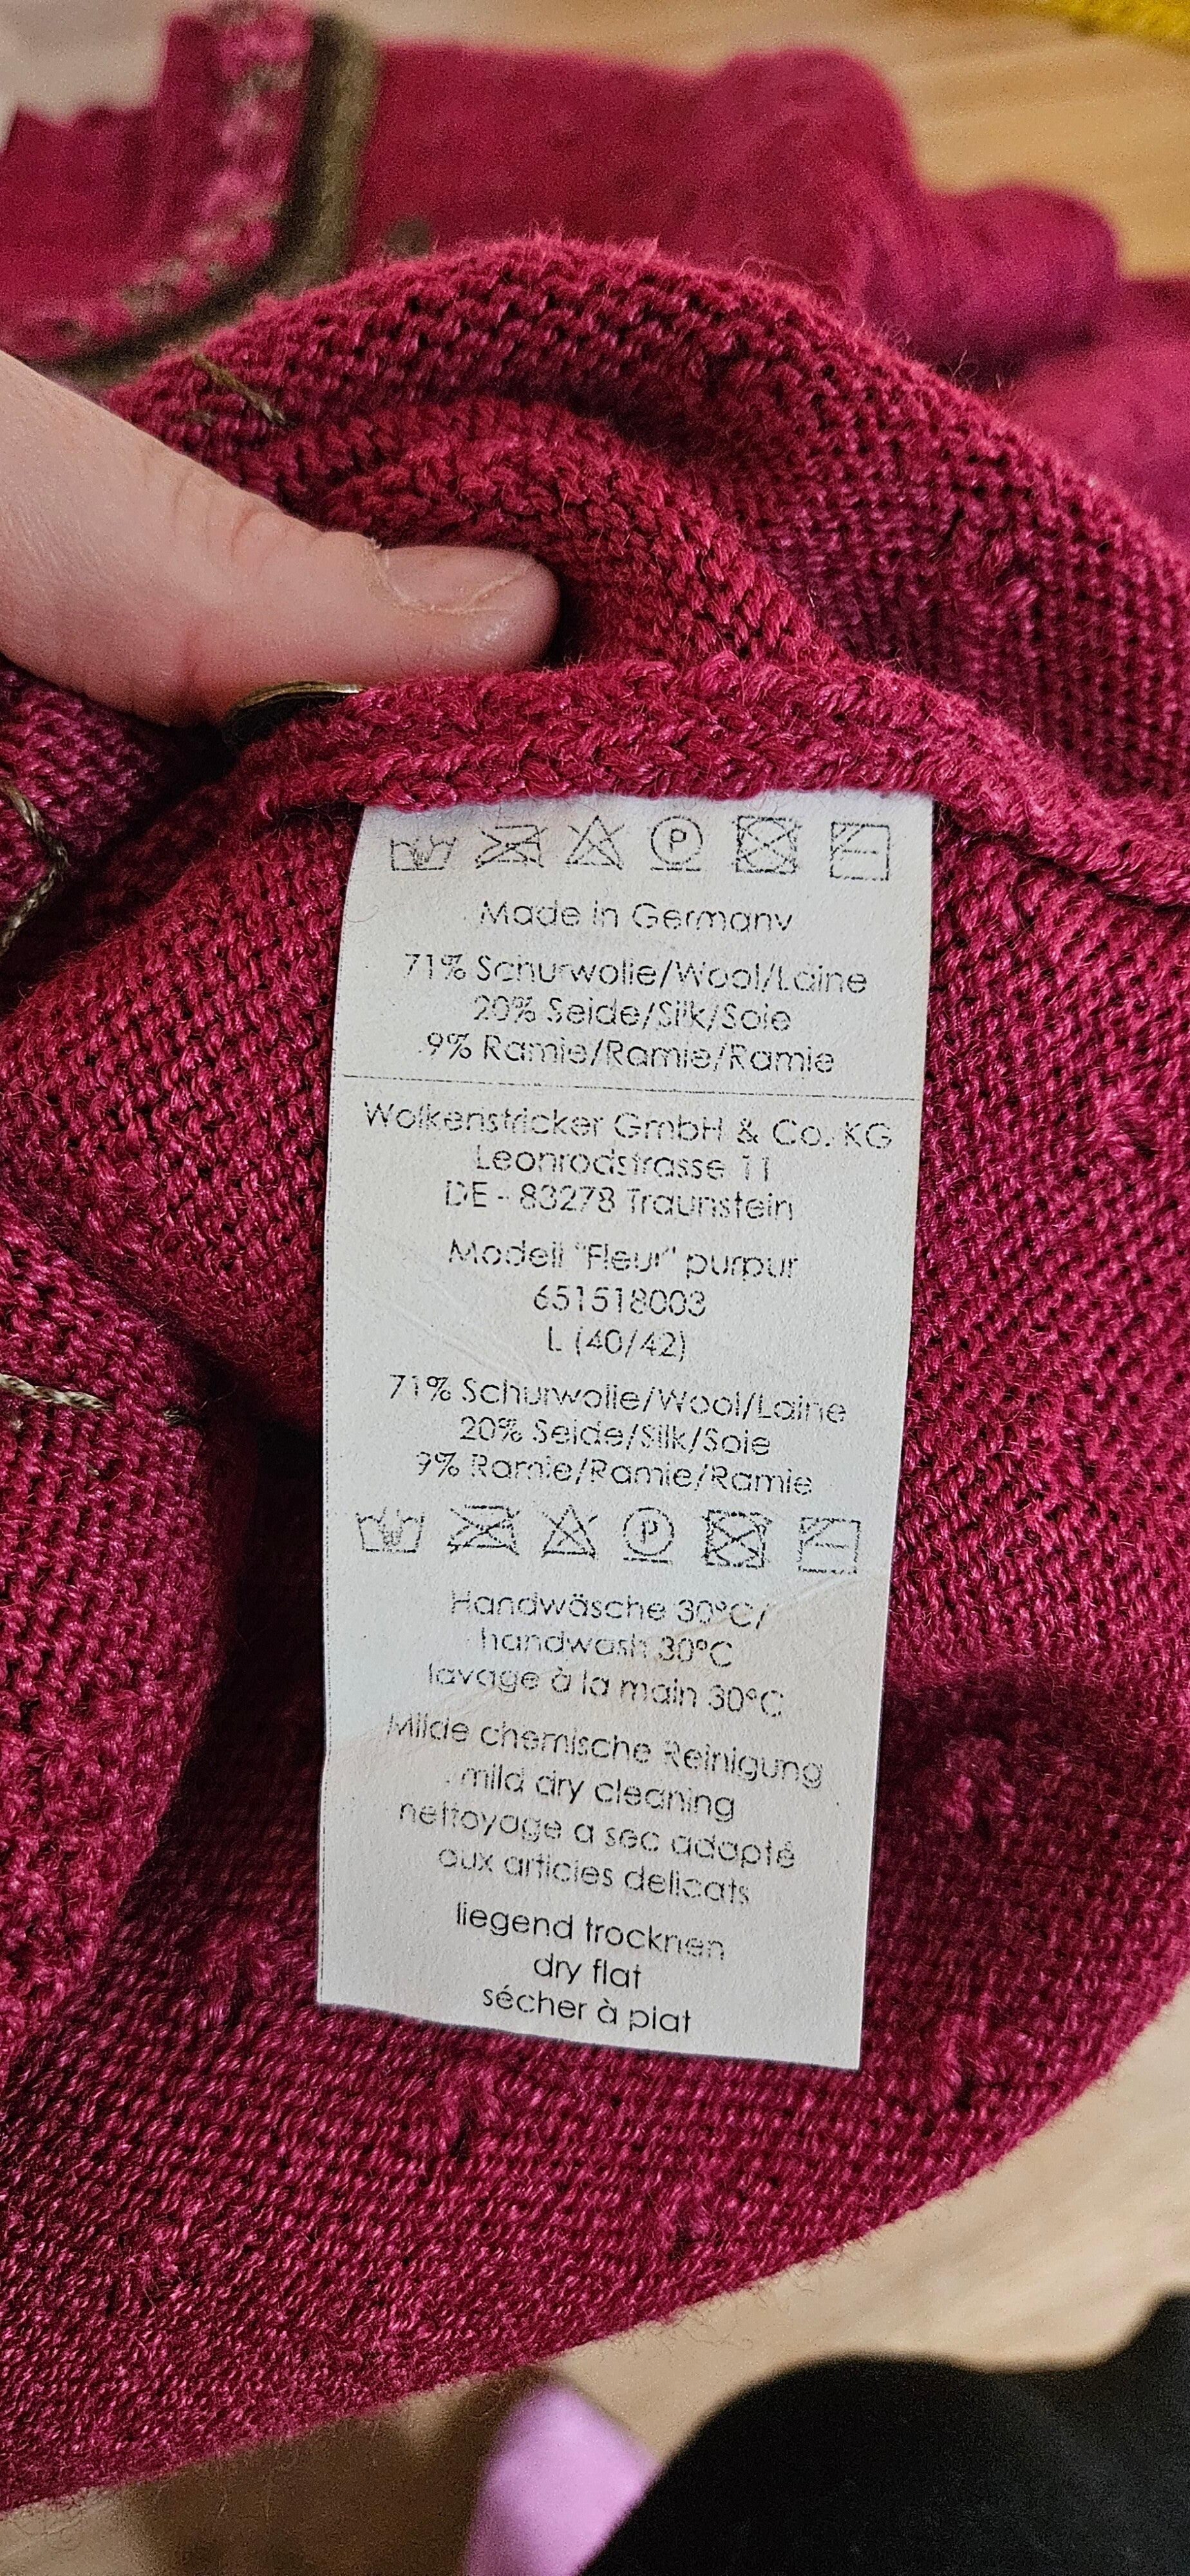 Made in Germany
71% Schurwolle/Wool/Laine
20% Seide/Silk/Soie
9% Ramie/Ramie/Ramie
Wolkenstricker GmbH & Co. KG
Leonrodstrasse 11
DE - 83278 Traunstein
Modell "Fleur" purpur
651518003
L (40/42)
71% Schurwolle/Wool/Laine
20% Seide/Silk/Soie
9% Ramie/Ramie/Ramie
Handwäsche 30°C/
handwash 30°C
lavage à la main 30°C
Milde chemische Reinigung
mild dry cleaning
nettoyage a sec adapté
aux articles delicats
liegend trocknen
dry flat
sécher à plat